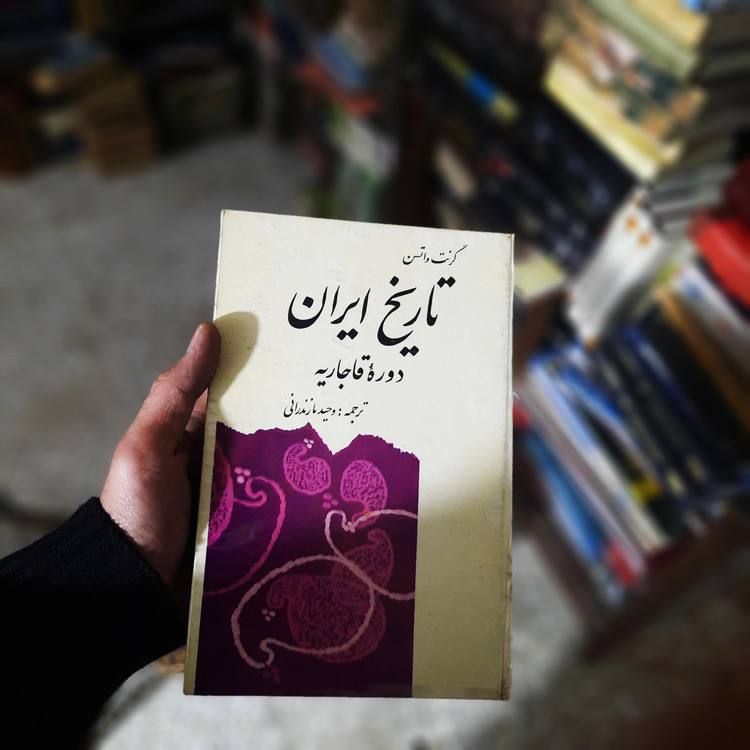 گرنت واتسن
تاریخ ایران
دورهٔ قاجاریه
ترجمه : وحید مازندرانی